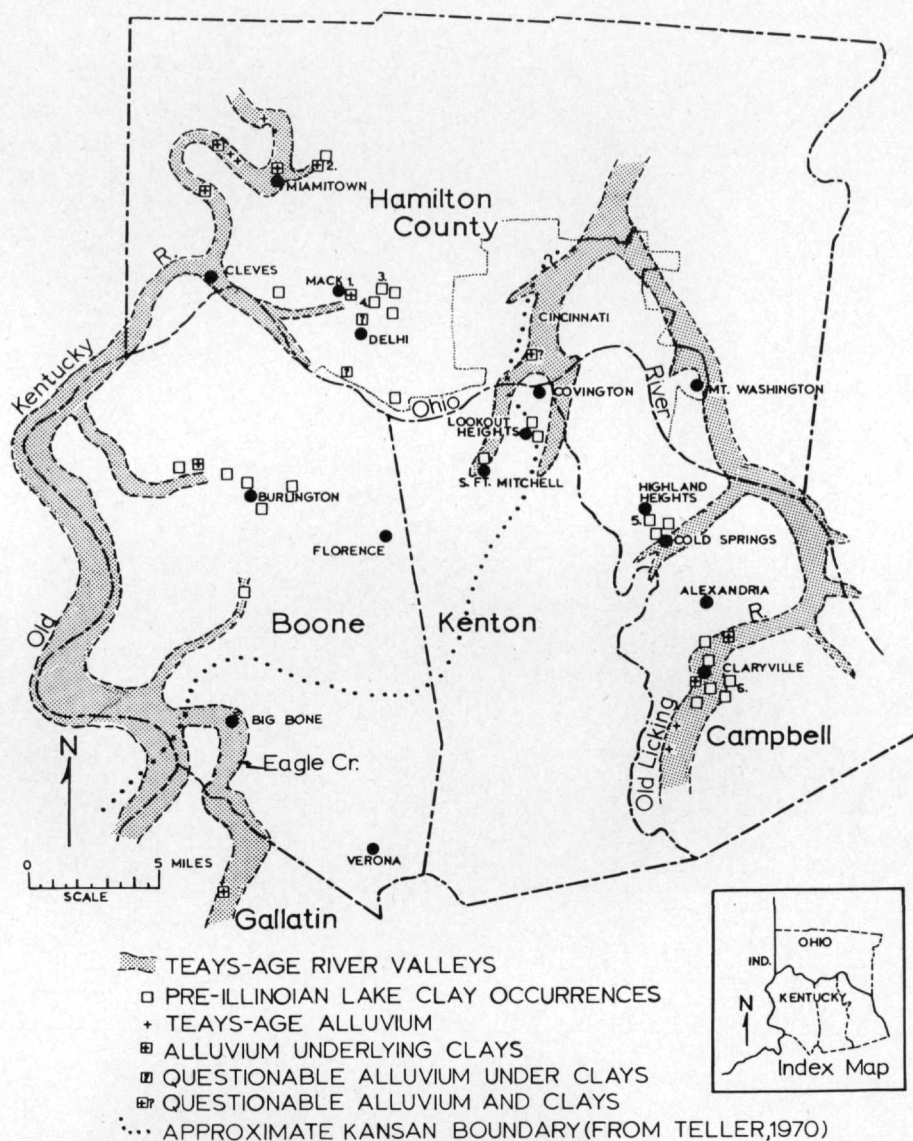 2.
MIAMITOWN
Hamilton
County
R.
CLEVES
MACK 1.
3.
4.
?
DELHI
?
CINCINNATI
?
?
Kentucky
Ohio
River
MT. WASHINGTON
COVINGTON
LOOKOUT
HEIGHTS
S. FT. MITCHELL
HIGHLAND
HEIGHTS
5.
COLD SPRINGS
BURLINGTON
FLORENCE
ALEXANDRIA
R.
Old
Boone
Kenton
CLARYVILLE
6.
Old Licking
Campbell
BIG BONE
N
Eagle Cr.
0
5 MILES
SCALE
VERONA
Gallatin
TEAYS-AGE RIVER VALLEYS
PRE-ILLINOIAN LAKE CLAY OCCURRENCES
TEAYS-AGE ALLUVIUM
ALLUVIUM UNDERLYING CLAYS
? QUESTIONABLE ALLUVIUM UNDER CLAYS
? QUESTIONABLE ALLUVIUM AND CLAYS
APPROXIMATE KANSAN BOUNDARY (FROM TELLER, 1970)
OHIO
IND.
KENTUCKY
N
Index Map